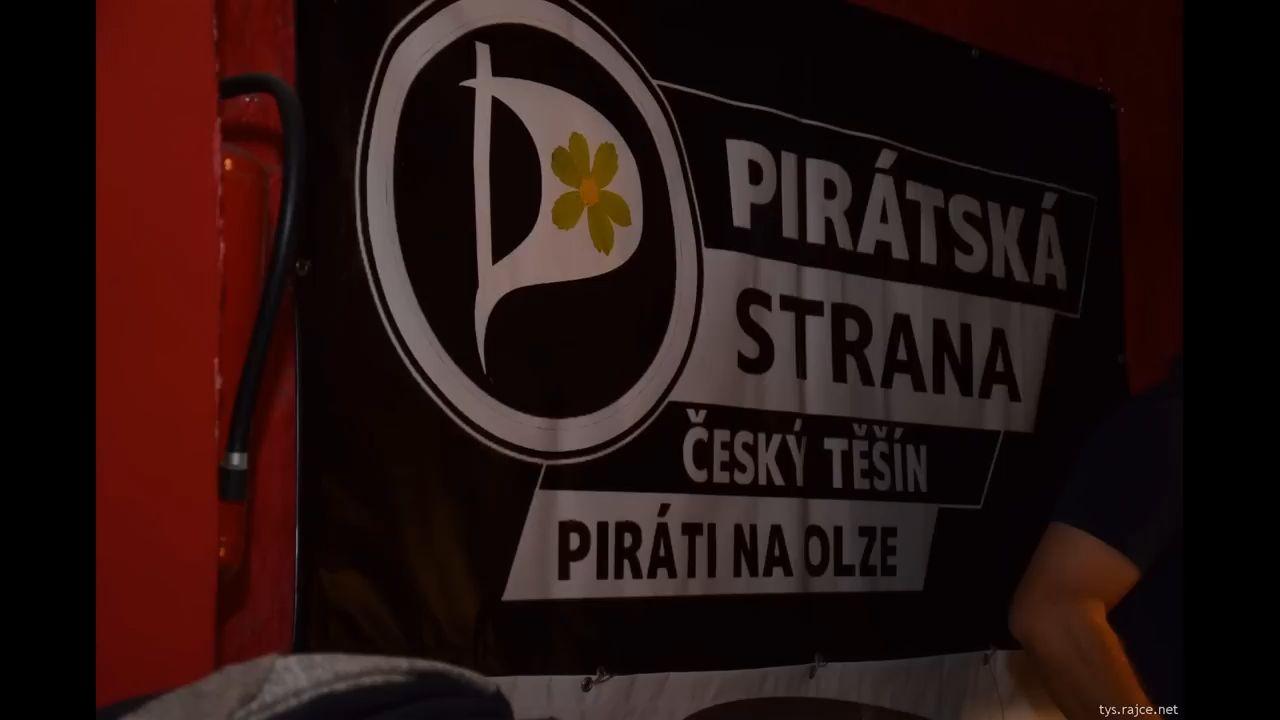 PIRÁTSKÁ
STRANA
ČESKÝ TĚŠÍN
PIRÁTI NA OLZE
tys.rajce.net